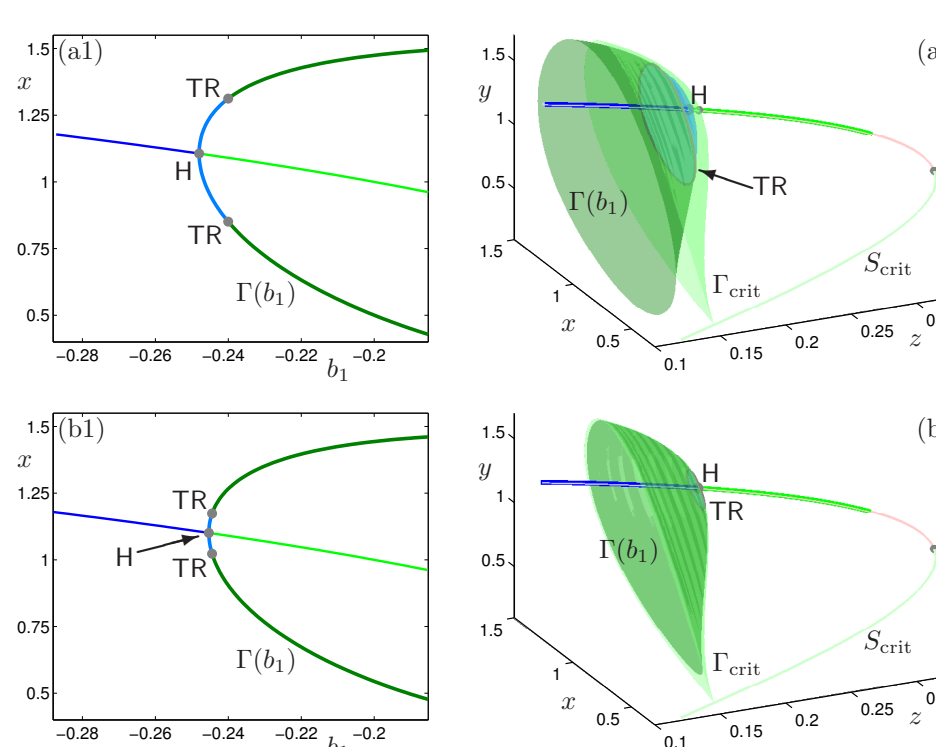 (a1)
1.5
x
1.25
1
0.75
0.5
TR
H
TR
Γ(b₁)
−0.28
−0.26
−0.24
−0.22
−0.2
b₁
1.5
y
1
0.5
H
TR
Γ(b₁)
Γcrit
Scrit
1.5
1
x
0.5
0.1
0.15
0.2
0.25
z
(b1)
1.5
x
1.25
1
0.75
0.5
TR
H
TR
Γ(b₁)
−0.28
−0.26
−0.24
−0.22
−0.2
1.5
y
1
0.5
H
TR
Γ(b₁)
Γcrit
Scrit
1.5
1
x
0.5
0.1
0.15
0.2
0.25
z